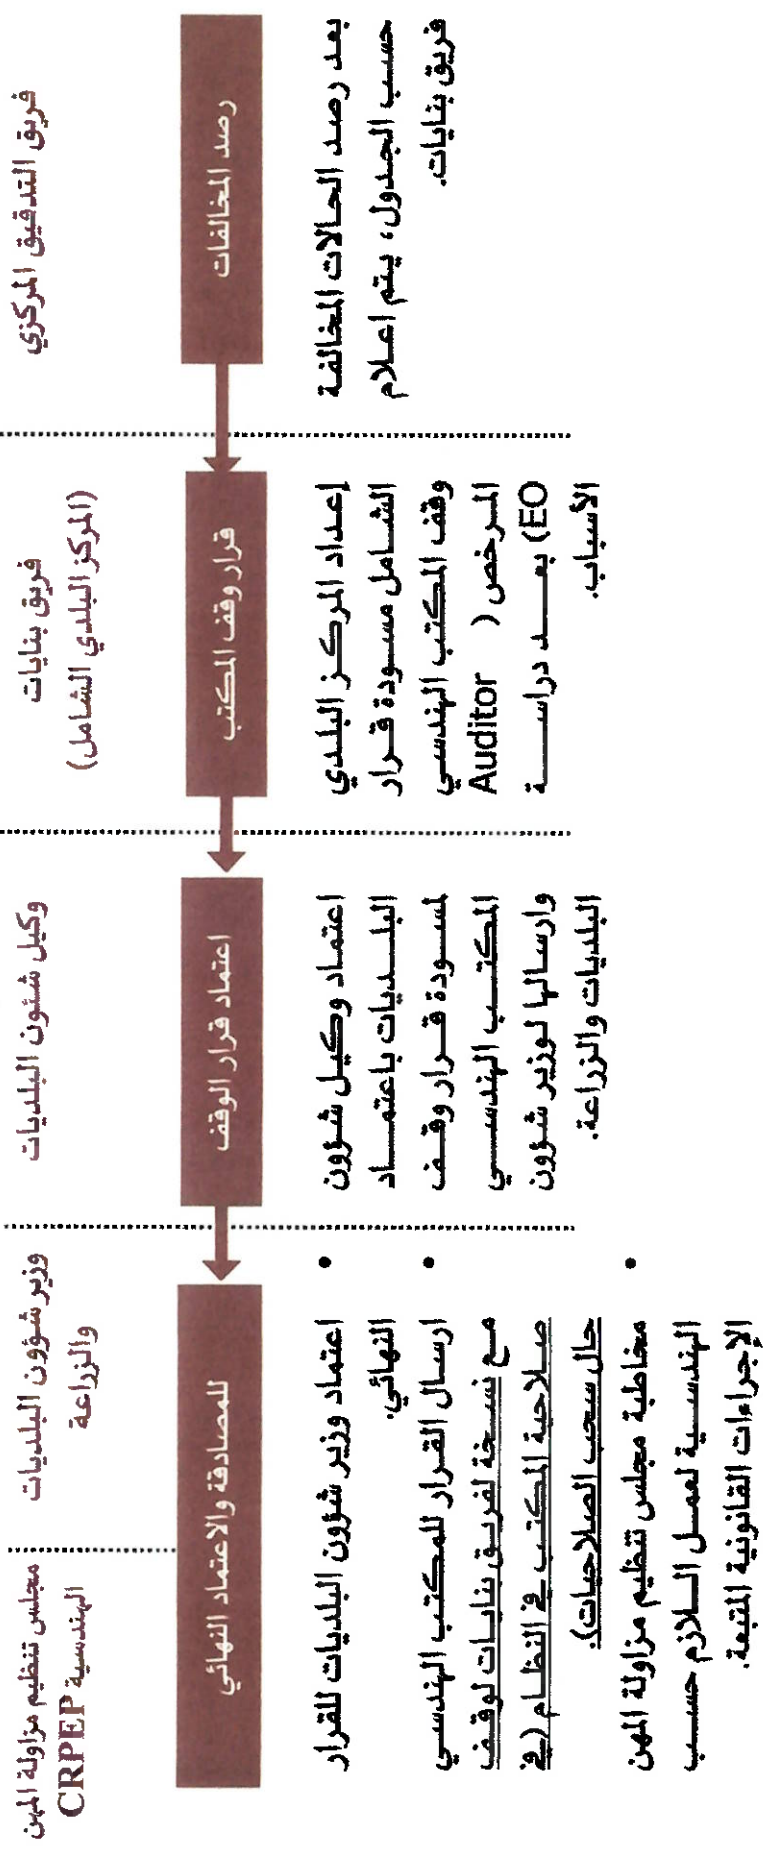 فريق التدقيق المركزي
رصد المخالفات
بعد رصد الحالات المخالفة
حسب الجدول، يتم اعلام
فريق بنايات.
فريق بنايات
(المركز البلدي الشامل)
قرار وقف المكتب
إعداد المركز البلدي
الشامل مسودة قرار
وقف المكتب الهندسي
المرخص ( Auditor
EO) بعد دراسة
الأسباب.
وكيل شئون البلديات
اعتماد قرار الوقف
اعتماد وكيل شؤون
البلديات باعتماد
لمسودة قرار وقف
المكتب الهندسي
وارسالها لوزير شؤون
البلديات والزراعة.
وزير شؤون البلديات
والزراعة
مجلس تنظيم مزاولة المهن
الهندسية CRPEP
للمصادقة والاعتماد النهائي
• اعتماد وزير شؤون البلديات للقرار
النهائي.
• ارسال القرار للمكتب الهندسي
مع نسخة لفريق بنايات لوقف
صلاحية المكتب في النظام (في
حال سحب الصلاحيات).
• مخاطبة مجلس تنظيم مزاولة المهن
الهندسية لعمل اللازم حسب
الإجراءات القانونية المتبعة.